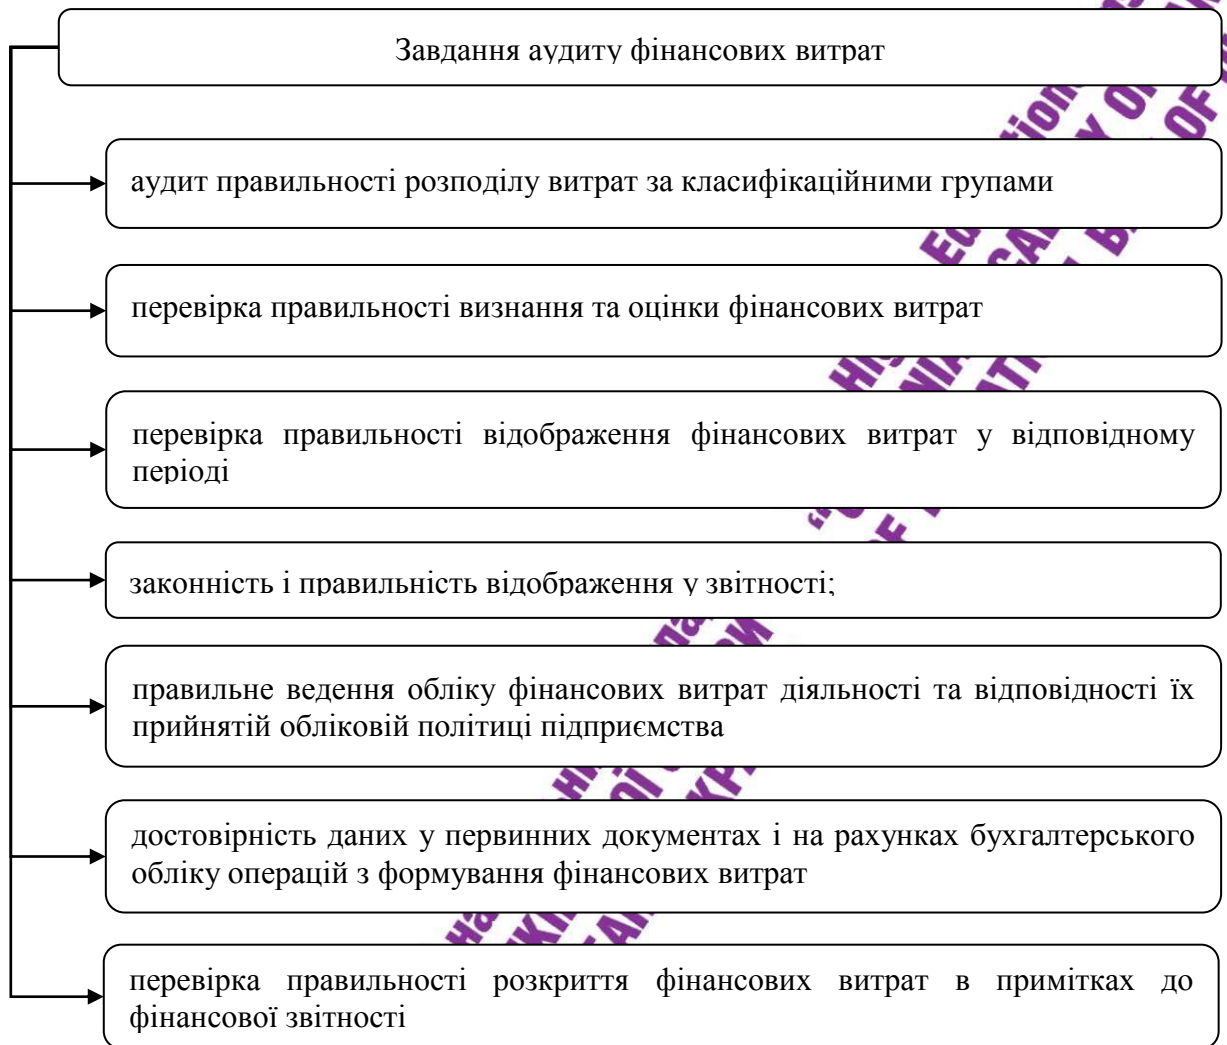 Завдання аудиту фінансових витрат
аудит правильності розподілу витрат за класифікаційними групами
перевірка правильності визнання та оцінки фінансових витрат
перевірка правильності відображення фінансових витрат у відповідному
періоді
законність і правильність відображення у звітності;
правильне ведення обліку фінансових витрат діяльності та відповідності їх
прийнятій обліковій політиці підприємства
достовірність даних у первинних документах і на рахунках бухгалтерського
обліку операцій з формування фінансових витрат
перевірка правильності розкриття фінансових витрат в примітках до
фінансової звітності